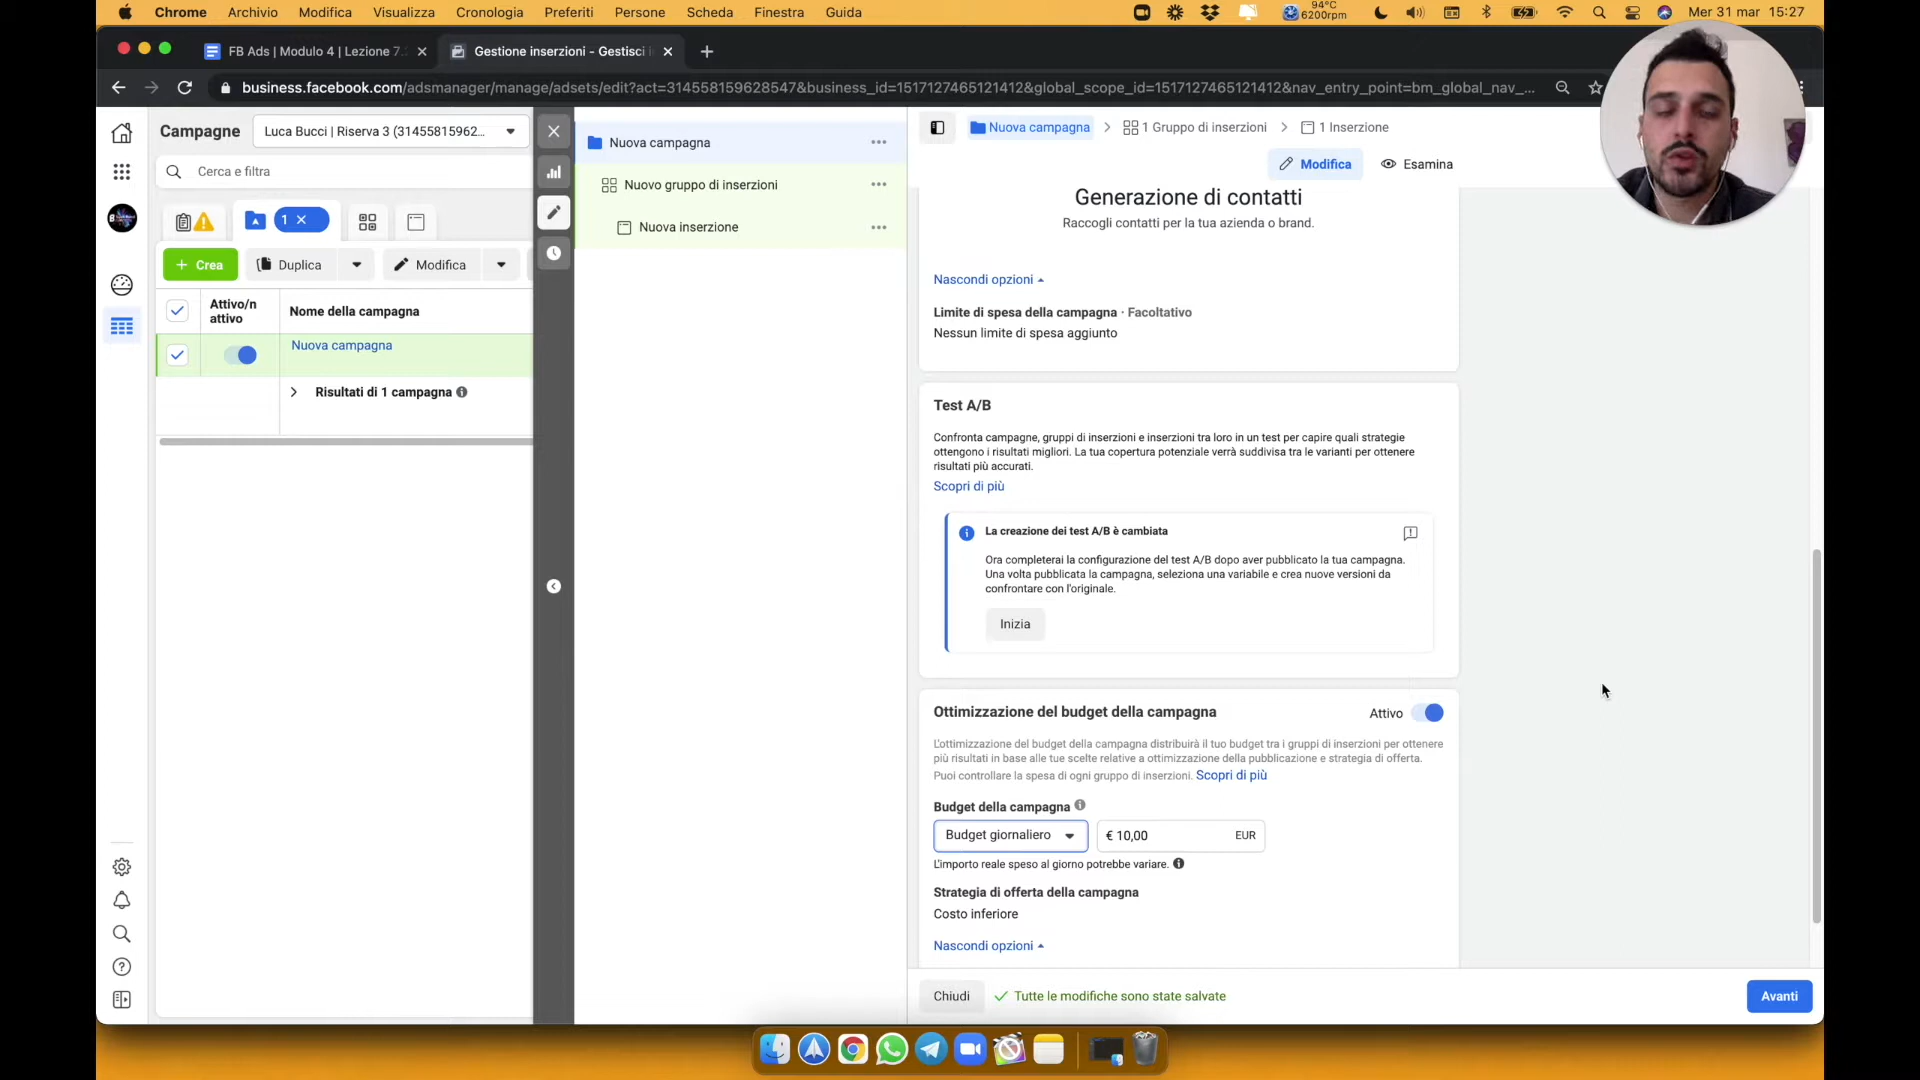 Chrome Archivio Modifica Visualizza Cronologia Preferiti Persone Scheda Finestra Guida
94°C
6200rpm
Mer 31 mar 15:27
FB Ads | Modulo 4 | Lezione 7.
Gestione inserzioni - Gestisci i
business.facebook.com/adsmanager/manage/adsets/edit?act=314558159628547&business_id=1517127465121412&global_scope_id=1517127465121412&nav_entry_point=bm_global_nav_...
Campagne
Luca Bucci | Riserva 3 (31455815962...
Cerca e filtra
1
+ Crea
Duplica
Modifica
Attivo/n
attivo
Nome della campagna
Nuova campagna
Risultati di 1 campagna
Nuova campagna
Nuovo gruppo di inserzioni
Nuova inserzione
Nuova campagna > 1 Gruppo di inserzioni > 1 Inserzione
Modifica
Esamina
Generazione di contatti
Raccogli contatti per la tua azienda o brand.
Nascondi opzioni
Limite di spesa della campagna · Facoltativo
Nessun limite di spesa aggiunto
Test A/B
Confronta campagne, gruppi di inserzioni e inserzioni tra loro in un test per capire quali strategie
ottengono i risultati migliori. La tua copertura potenziale verrà suddivisa tra le varianti per ottenere
risultati più accurati.
Scopri di più
La creazione dei test A/B è cambiata
Ora completerai la configurazione del test A/B dopo aver pubblicato la tua campagna.
Una volta pubblicata la campagna, seleziona una variabile e crea nuove versioni da
confrontare con l'originale.
Inizia
Ottimizzazione del budget della campagna
Attivo
L'ottimizzazione del budget della campagna distribuirà il tuo budget tra i gruppi di inserzioni per ottenere
più risultati in base alle tue scelte relative a ottimizzazione della pubblicazione e strategia di offerta.
Puoi controllare la spesa di ogni gruppo di inserzioni. Scopri di più
Budget della campagna
Budget giornaliero
€ 10,00 EUR
L'importo reale speso al giorno potrebbe variare.
Strategia di offerta della campagna
Costo inferiore
Nascondi opzioni
Chiudi
Tutte le modifiche sono state salvate
Avanti